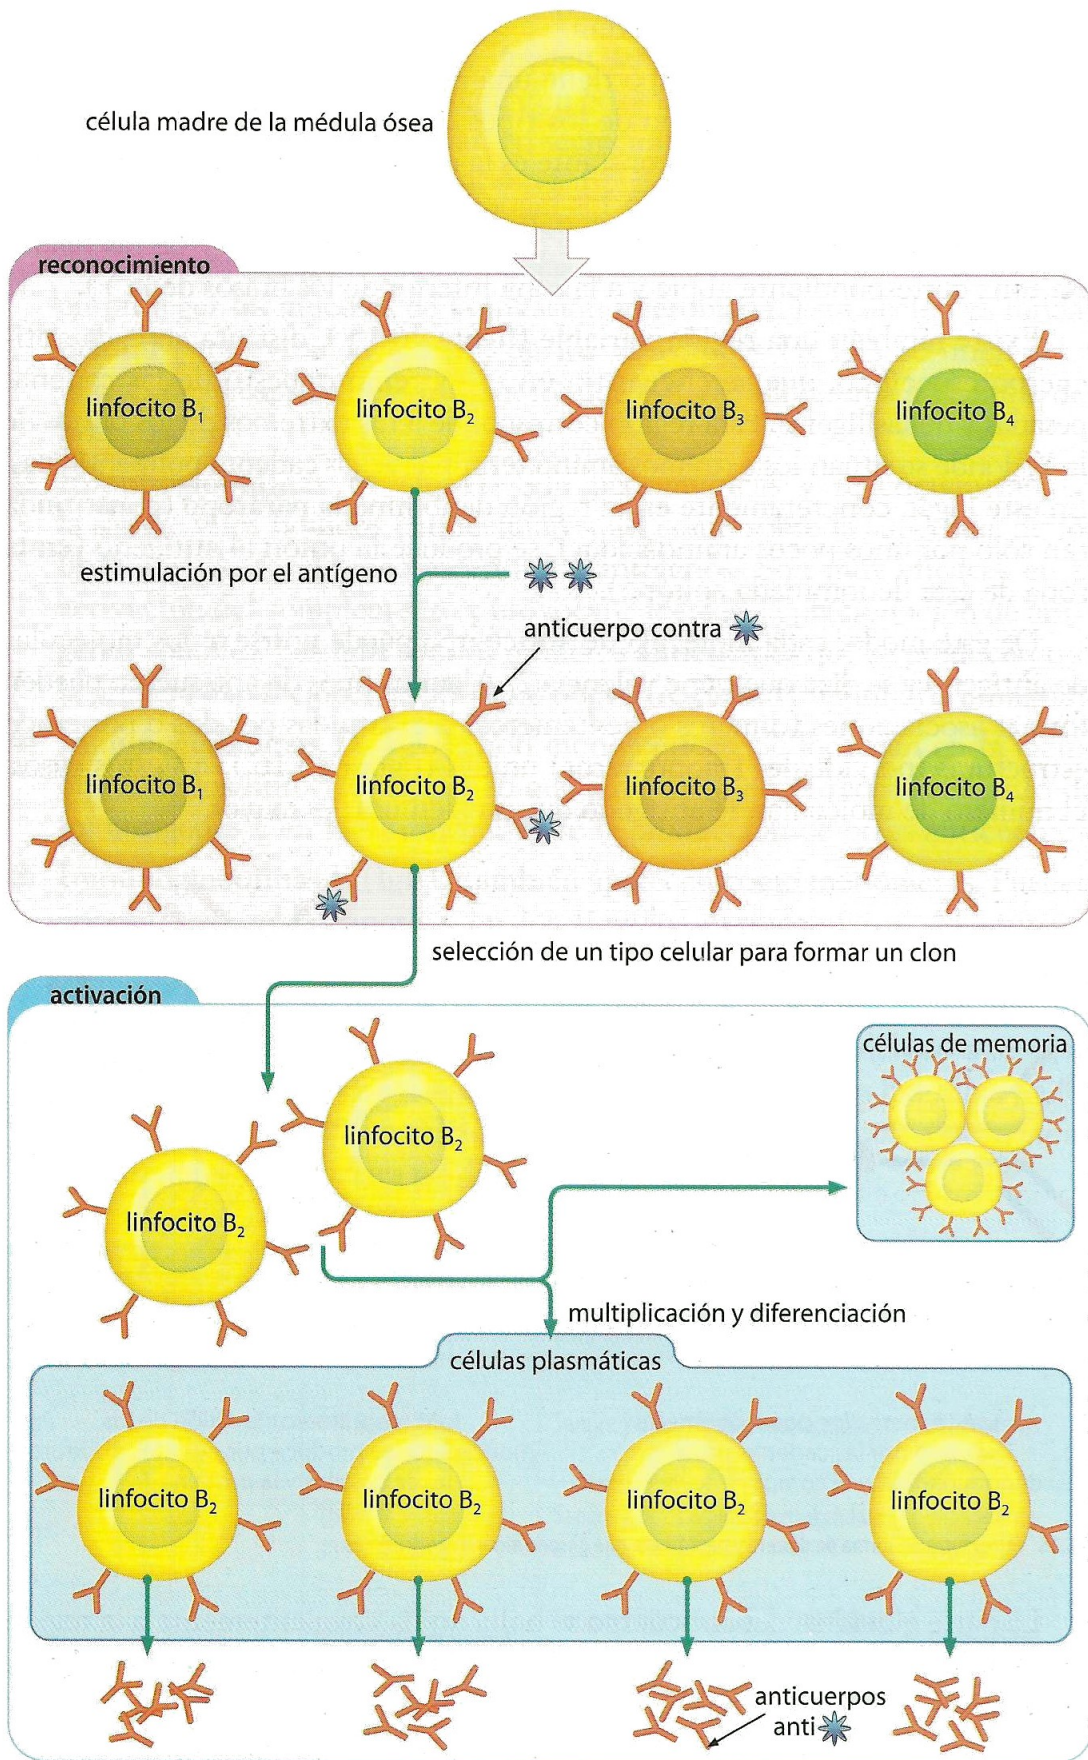 célula madre de la médula ósea
reconocimiento
linfocito B₁
linfocito B₂
linfocito B₃
linfocito B₄
estimulación por el antígeno
anticuerpo contra
linfocito B₁
linfocito B₂
linfocito B₃
linfocito B₄
selección de un tipo celular para formar un clon
activación
células de memoria
linfocito B₂
linfocito B₂
multiplicación y diferenciación
células plasmáticas
linfocito B₂
linfocito B₂
linfocito B₂
linfocito B₂
anticuerpos
anti